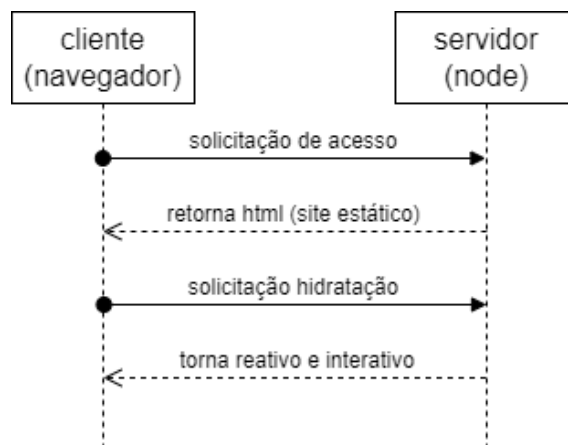 cliente
(navegador)
servidor
(node)
solicitação de acesso
retorna html (site estático)
solicitação hidratação
torna reativo e interativo